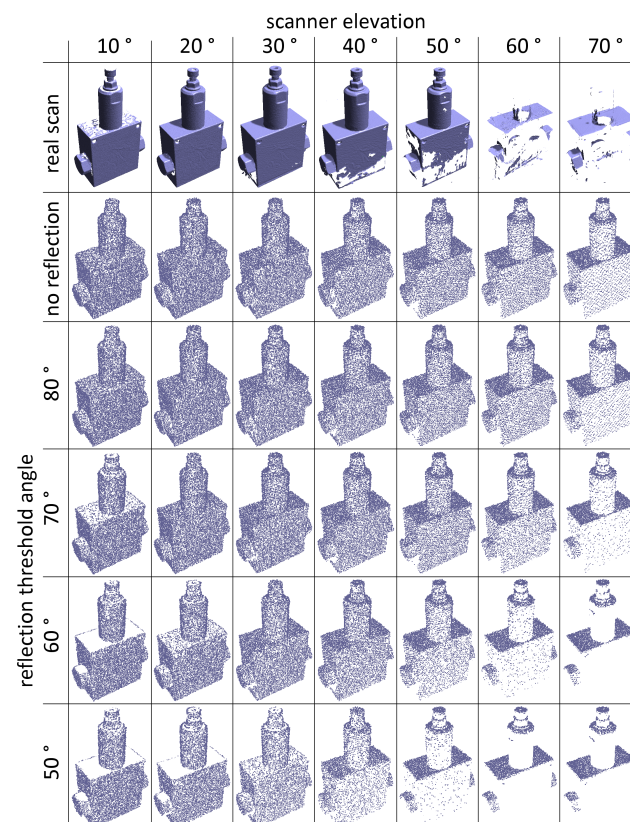 scanner elevation
10 ° 20 ° 30 ° 40 ° 50 ° 60 ° 70 °
real scan
no reflection
reflection threshold angle
80 °
70 °
60 °
50 °